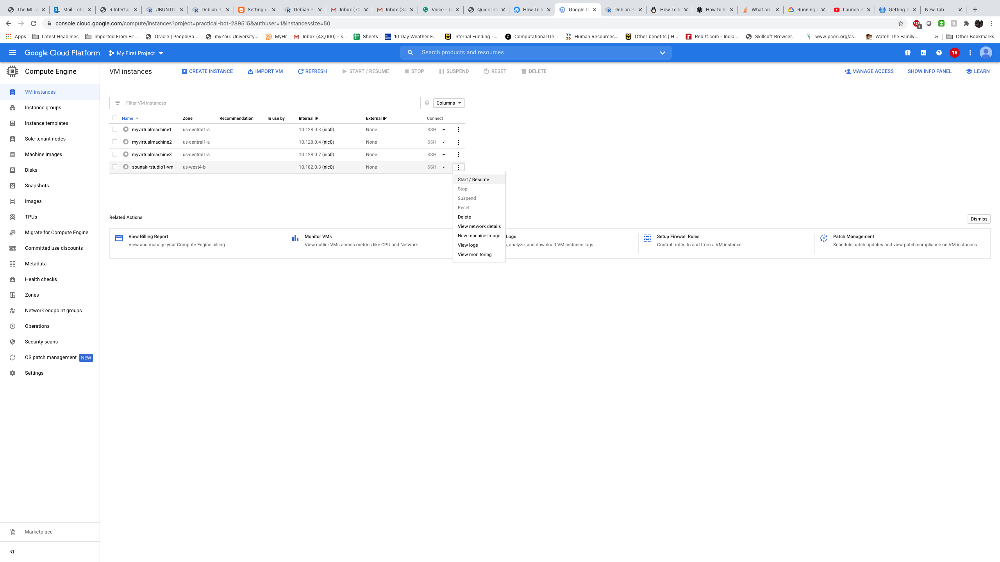 The ML-A
Mail - cha
R Interfac
UBUNTU
Debian Pa
Setting u
Debian Pa
Inbox (70
Inbox (34
Voice - (5
Quick Int
How To In
Google C
Debian Pa
How To In
How to In
What are
Running
Launch R
Getting S
New Tab
console.cloud.google.com/compute/instances?project=practical-bot-289515&authuser=1&instancessize=50
ABP
1
Apps
Latest Headlines
Imported From Fir...
Oracle | PeopleSo...
myZou: University...
MyHr
Inbox (43,000) - s...
Sheets
10 Day Weather F...
Internal Funding -...
Computational Ge...
Human Resources...
Other benefits | H...
Rediff.com - India...
Skillsoft Browser...
www.pcori.org/as...
Watch The Family...
»
Other Bookmarks
Google Cloud Platform
My First Project
Search products and resources
15
Compute Engine
VM instances
CREATE INSTANCE
IMPORT VM
REFRESH
START / RESUME
STOP
SUSPEND
RESET
DELETE
MANAGE ACCESS
SHOW INFO PANEL
LEARN
VM instances
Instance groups
Instance templates
Sole-tenant nodes
Machine images
Disks
Snapshots
Images
TPUs
Migrate for Compute Engine
Committed use discounts
Metadata
Health checks
Zones
Network endpoint groups
Operations
Security scans
OS patch management NEW
Settings
Marketplace
Filter VM instances
Columns
Name Zone Recommendation In use by Internal IP External IP Connect
myvirtualmachine1 us-central1-a 10.128.0.3 (nic0) None SSH
myvirtualmachine2 us-central1-a 10.128.0.4 (nic0) None SSH
myvirtualmachine3 us-central1-a 10.128.0.7 (nic0) None SSH
sounak-rstudio1-vm us-west4-b 10.182.0.3 (nic0) None SSH
Start / Resume
Stop
Suspend
Reset
Delete
View network details
New machine image
View logs
View monitoring
Related Actions
Dismiss
View Billing Report
View and manage your Compute Engine billing
Monitor VMs
View outlier VMs across metrics like CPU and Network
Logs
, analyze, and download VM instance logs
Setup Firewall Rules
Control traffic to and from a VM instance
Patch Management
Schedule patch updates and view patch compliance on VM instances